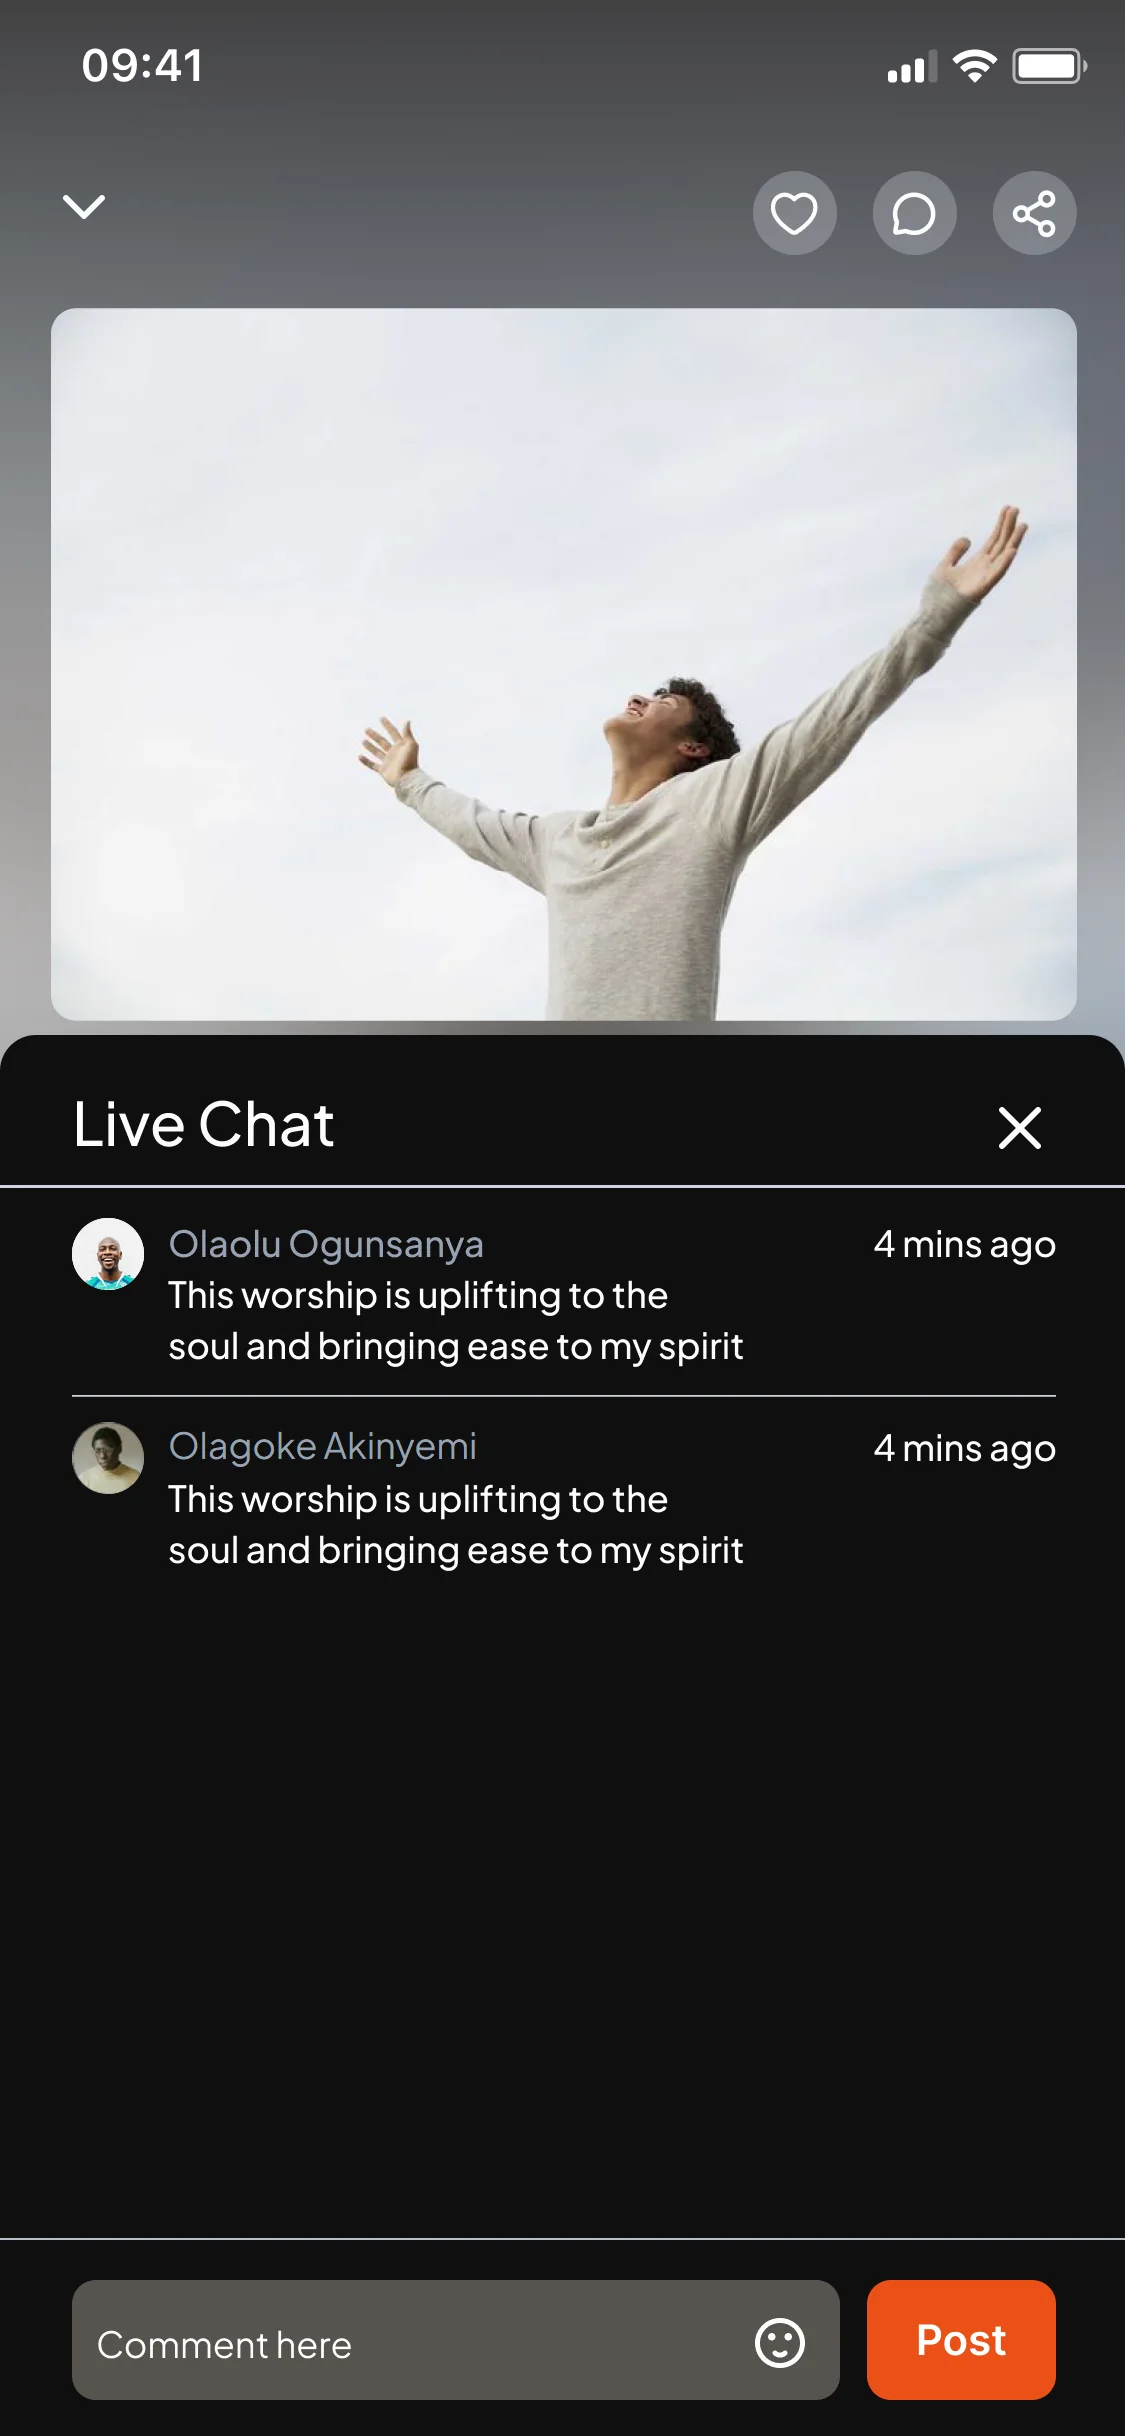 09:41
Live Chat
Olaolu Ogunsanya
4 mins ago
This worship is uplifting to the
soul and bringing ease to my spirit
Olagoke Akinyemi
4 mins ago
This worship is uplifting to the
soul and bringing ease to my spirit
Comment here
Post